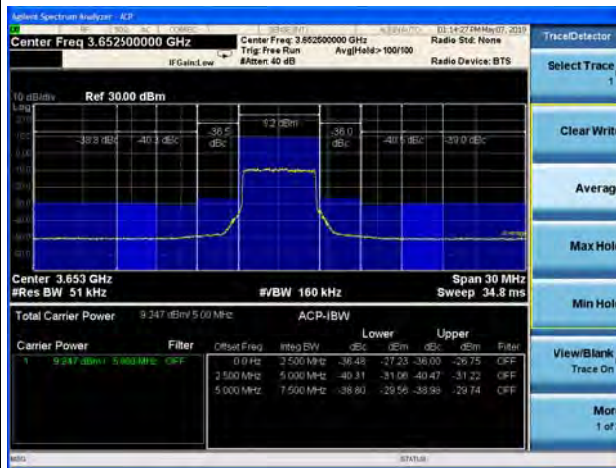 Agilent Spectrum Analyzer - ACP
01:14:27 PM May 07, 2019
Center Freq 3.652500000 GHz
Center Freq: 3.652500000 GHz
Radio Std: None
Trig: Free Run
Avg|Hold:> 100/100
IFGain:Low
#Atten: 40 dB
Radio Device: BTS
10 dB/div
Ref 30.00 dBm
Log
9.2 dBm
-38.8 dBc
-40.3 dBc
-36.5 dBc
-36.0 dBc
-40.5 dBc
-39.0 dBc
Center 3.653 GHz
Span 30 MHz
#Res BW 51 kHz
#VBW 160 kHz
Sweep 34.8 ms
Total Carrier Power
9.247 dBm/ 5.00 MHz
ACP-IBW
Lower
Upper
Carrier Power
Filter
Offset Freq
Integ BW
dBc
dBm
dBc
dBm
Filter
1
9.247 dBm / 5.000 MHz
OFF
0.0 Hz
2.500 MHz
-36.48
-27.23
-36.00
-26.75
OFF
2.500 MHz
5.000 MHz
-40.31
-31.06
-40.47
-31.22
OFF
5.000 MHz
7.500 MHz
-38.80
-29.56
-38.98
-29.74
OFF
MSG
STATUS
Trace/Detector
Select Trace
1
Clear Writ
Averag
Max Hol
Min Hol
View/Blank
Trace On
Mor
1 of